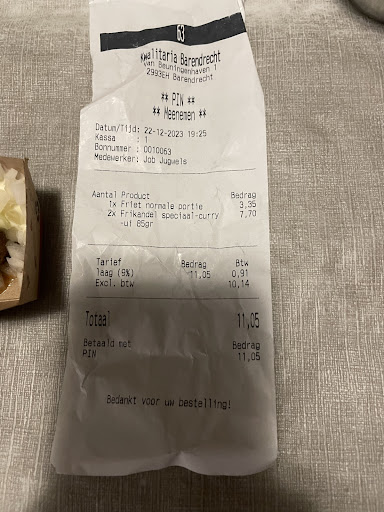 63
Kwalitaria Barendrecht
Van Beuningenhaven 1
2993EH Barendrecht
** PIN **
** Meenemen **
Datum/Tijd: 22-12-2023 19:25
Kassa : 1
Bonnummer : 0010063
Medewerker: Job Jugwels
Aantal Product Bedrag
1x Friet normale portie 3,35
2x Frikandel speciaal-curry 7,70
-ui 85gr
Tarief Bedrag Btw
laag (9%) 11,05 0,91
Excl. btw 10,14
Totaal 11,05
Betaald met Bedrag
PIN 11,05
Bedankt voor uw bestelling!